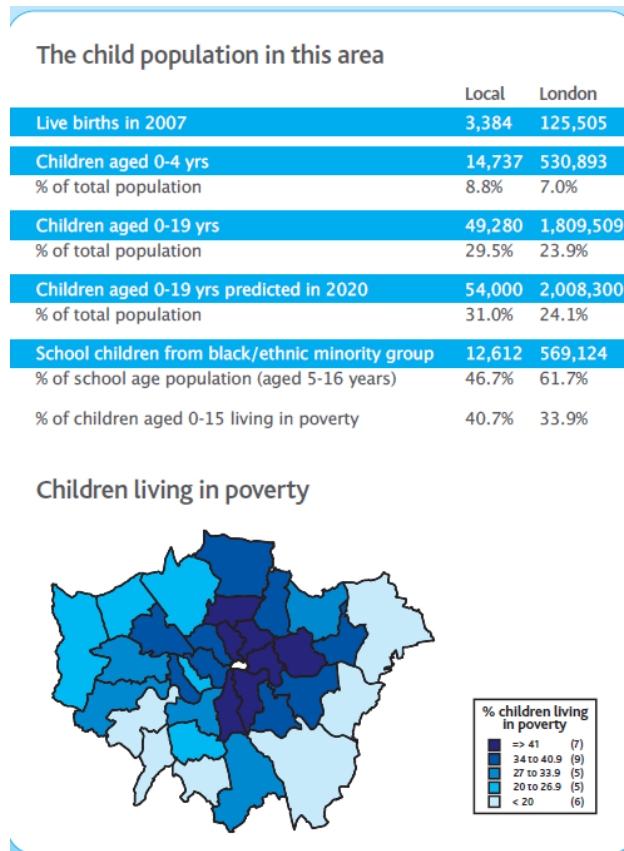 The child population in this area
Local London
Live births in 2007 3,384 125,505
Children aged 0-4 yrs 14,737 530,893
% of total population 8.8% 7.0%
Children aged 0-19 yrs 49,280 1,809,509
% of total population 29.5% 23.9%
Children aged 0-19 yrs predicted in 2020 54,000 2,008,300
% of total population 31.0% 24.1%
School children from black/ethnic minority group 12,612 569,124
% of school age population (aged 5-16 years) 46.7% 61.7%
% of children aged 0-15 living in poverty 40.7% 33.9%
Children living in poverty
% children living
in poverty
=> 41 (7)
34 to 40.9 (9)
27 to 33.9 (5)
20 to 26.9 (5)
< 20 (6)